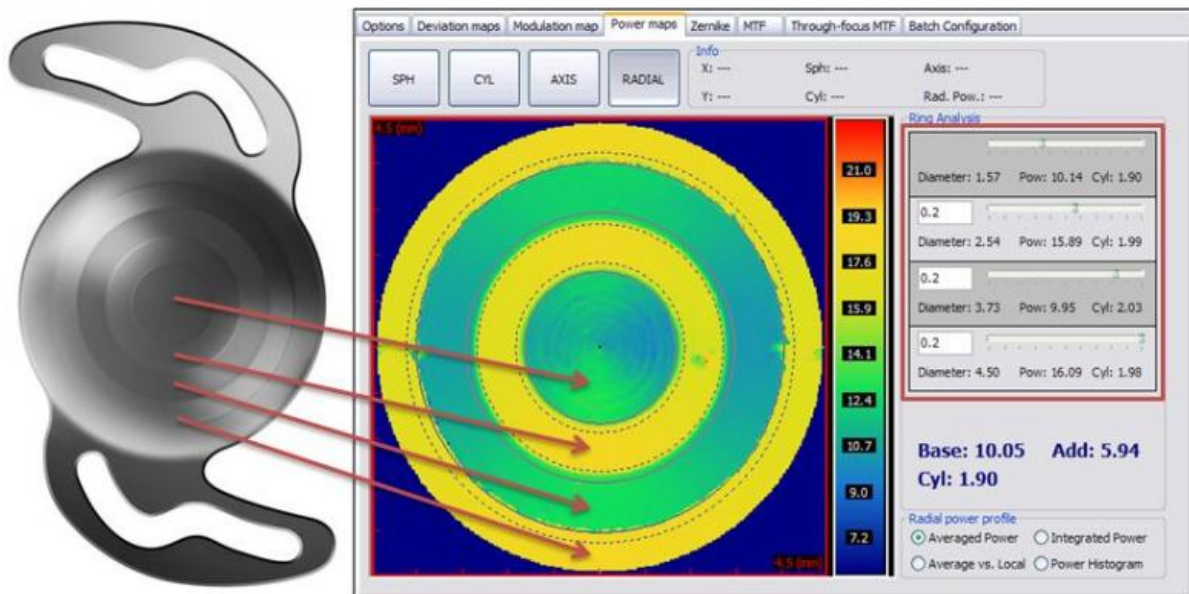 Options Deviation maps Modulation map Power maps Zernike MTF Through-focus MTF Batch Configuration
SPH CYL AXIS RADIAL
Info
X: --- Sph: --- Axis: ---
Y: --- Cyl: --- Rad. Pow.: ---
4.5 (mm)
21.0
19.3
17.6
15.9
14.1
12.4
10.7
9.0
7.2
4.5 (mm)
Ring Analysis
Diameter: 1.57 Pow: 10.14 Cyl: 1.90
0.2
Diameter: 2.54 Pow: 15.89 Cyl: 1.99
0.2
Diameter: 3.73 Pow: 9.95 Cyl: 2.03
0.2
Diameter: 4.50 Pow: 16.09 Cyl: 1.98
Base: 10.05 Add: 5.94
Cyl: 1.90
Radial power profile
Averaged Power Integrated Power
Average vs. Local Power Histogram